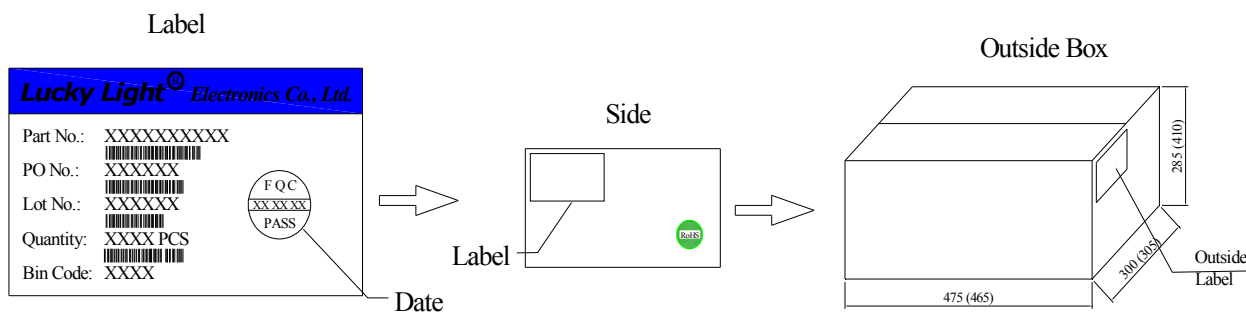 Label
Lucky Light® Electronics Co., Ltd.
Part No.: XXXXXXXXXX
PO No.: XXXXXX
Lot No.: XXXXXX
Quantity: XXXX PCS
Bin Code: XXXX
F Q C
XX XX XX
PASS
Date
Side
RoHS
Label
Outside Box
285 (410)
300 (305)
475 (465)
Outside
Label